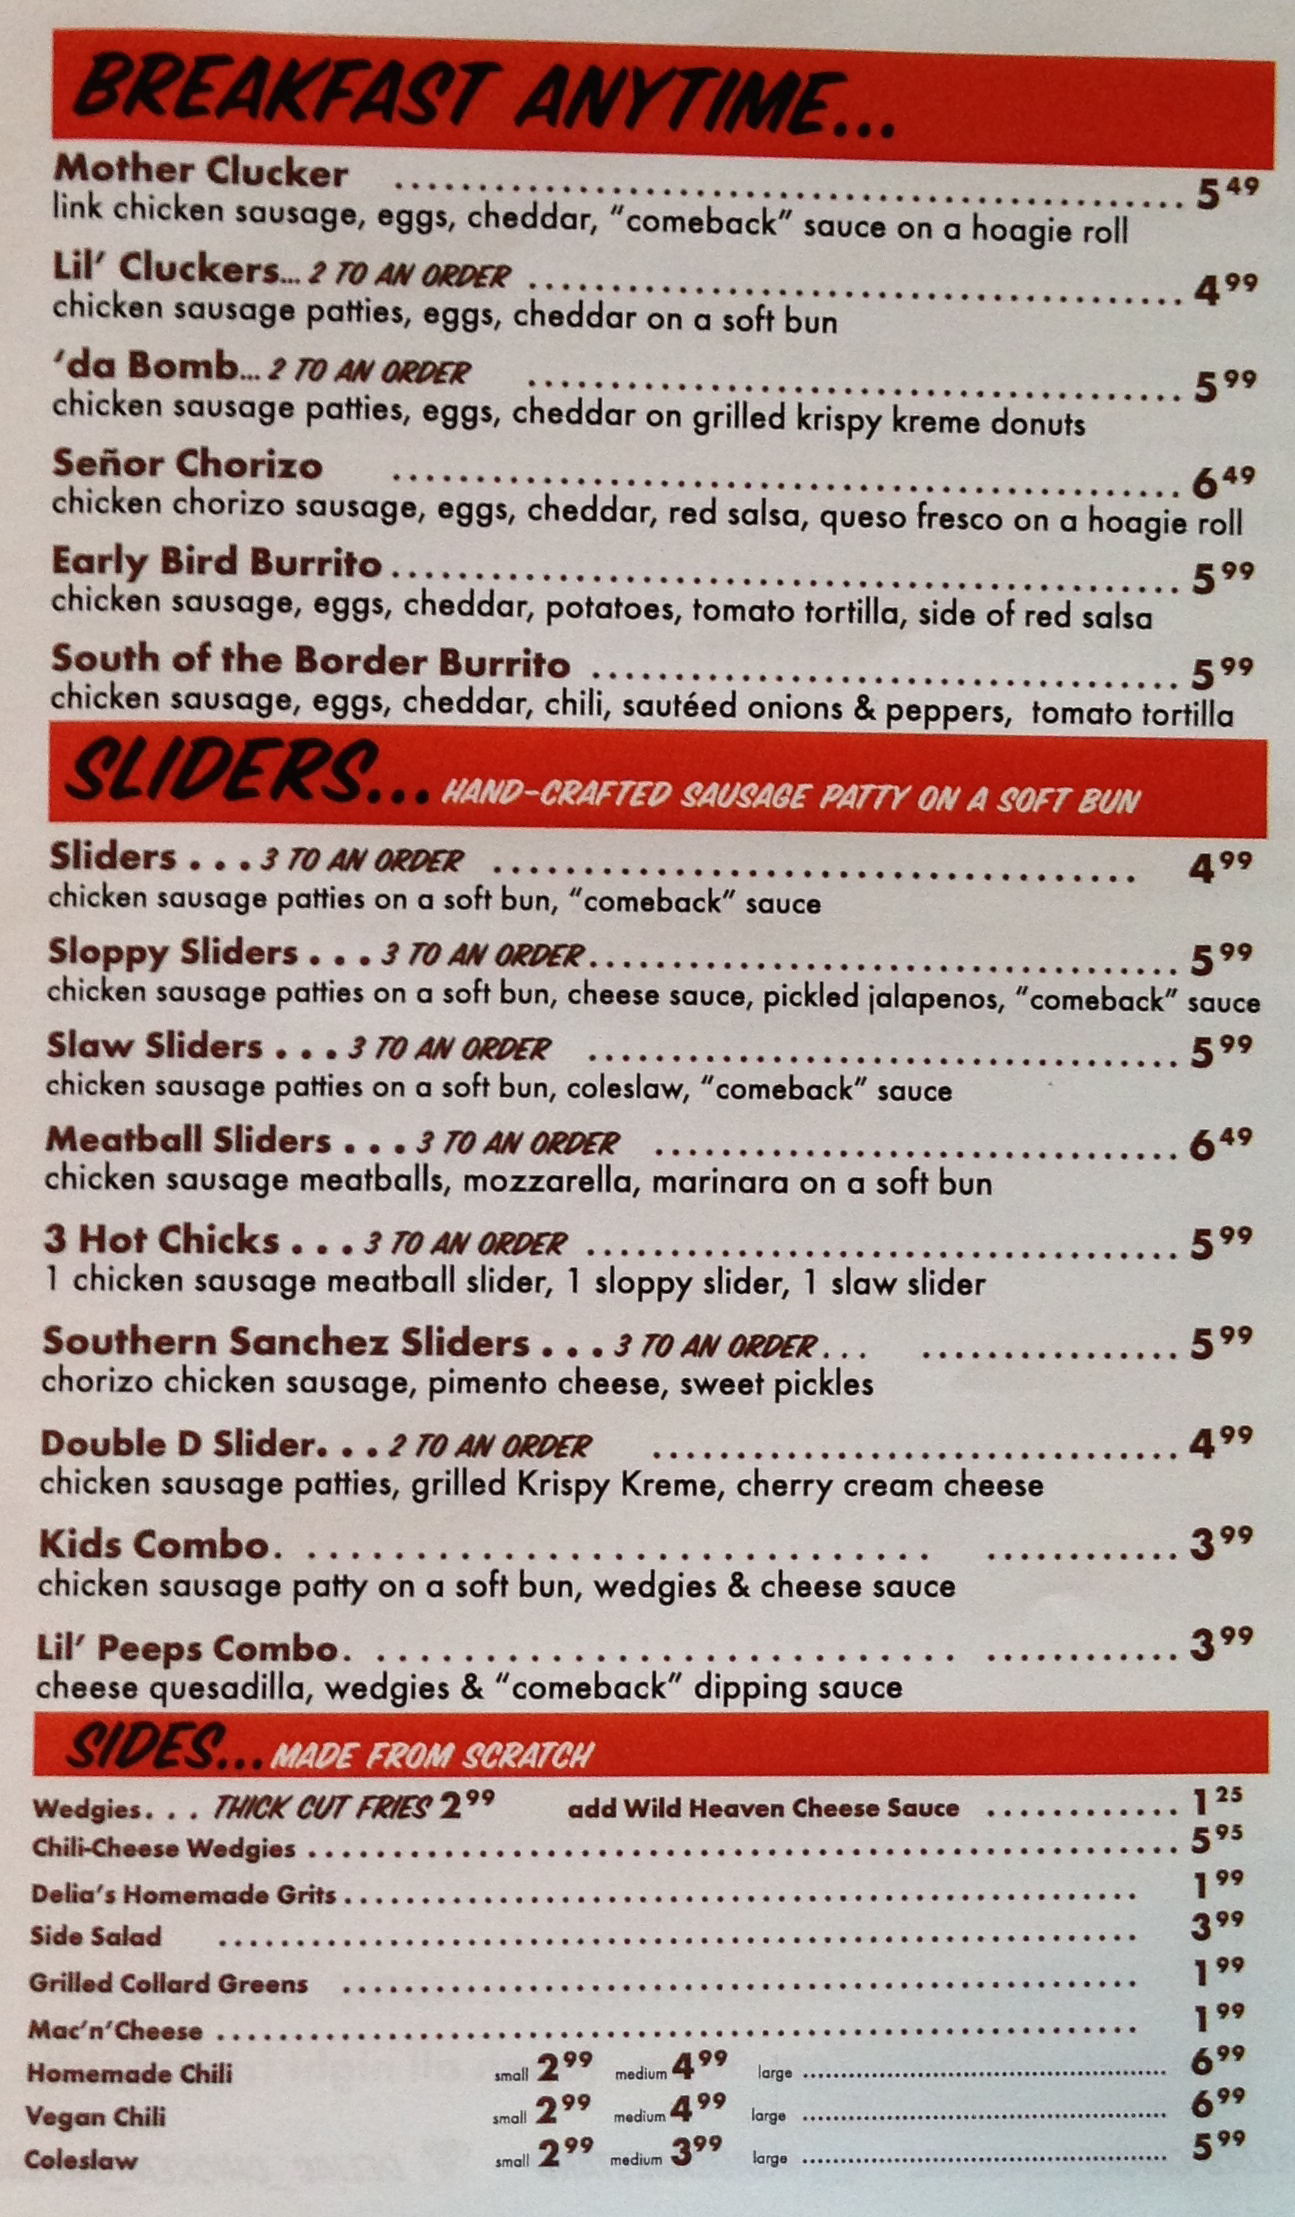 BREAKFAST ANYTIME...
Mother Clucker ........ 5 49
link chicken sausage, eggs, cheddar, "comeback" sauce on a hoagie roll
Lil' Cluckers... 2 TO AN ORDER ........ 4 99
chicken sausage patties, eggs, cheddar on a soft bun
'da Bomb... 2 TO AN ORDER ........ 5 99
chicken sausage patties, eggs, cheddar on grilled krispy kreme donuts
Señor Chorizo ........ 6 49
chicken chorizo sausage, eggs, cheddar, red salsa, queso fresco on a hoagie roll
Early Bird Burrito ........ 5 99
chicken sausage, eggs, cheddar, potatoes, tomato tortilla, side of red salsa
South of the Border Burrito ........ 5 99
chicken sausage, eggs, cheddar, chili, sautéed onions & peppers, tomato tortilla
SLIDERS... HAND-CRAFTED SAUSAGE PATTY ON A SOFT BUN
Sliders . . . 3 TO AN ORDER ........ 4 99
chicken sausage patties on a soft bun, "comeback" sauce
Sloppy Sliders . . . 3 TO AN ORDER ........ 5 99
chicken sausage patties on a soft bun, cheese sauce, pickled jalapenos, "comeback" sauce
Slaw Sliders . . . 3 TO AN ORDER ........ 5 99
chicken sausage patties on a soft bun, coleslaw, "comeback" sauce
Meatball Sliders . . . 3 TO AN ORDER ........ 6 49
chicken sausage meatballs, mozzarella, marinara on a soft bun
3 Hot Chicks . . . 3 TO AN ORDER ........ 5 99
1 chicken sausage meatball slider, 1 sloppy slider, 1 slaw slider
Southern Sanchez Sliders . . . 3 TO AN ORDER... ........ 5 99
chorizo chicken sausage, pimento cheese, sweet pickles
Double D Slider. . . 2 TO AN ORDER ........ 4 99
chicken sausage patties, grilled Krispy Kreme, cherry cream cheese
Kids Combo. ........ 3 99
chicken sausage patty on a soft bun, wedgies & cheese sauce
Lil' Peeps Combo. ........ 3 99
cheese quesadilla, wedgies & "comeback" dipping sauce
SIDES... MADE FROM SCRATCH
Wedgies. . . THICK CUT FRIES 2 99 add Wild Heaven Cheese Sauce ........ 1 25
Chili-Cheese Wedgies ........ 5 95
Delia's Homemade Grits ........ 1 99
Side Salad ........ 3 99
Grilled Collard Greens ........ 1 99
Mac'n'Cheese ........ 1 99
Homemade Chili small 2 99 medium 4 99 large ........ 6 99
Vegan Chili small 2 99 medium 4 99 large ........ 6 99
Coleslaw small 2 99 medium 3 99 large ........ 5 99